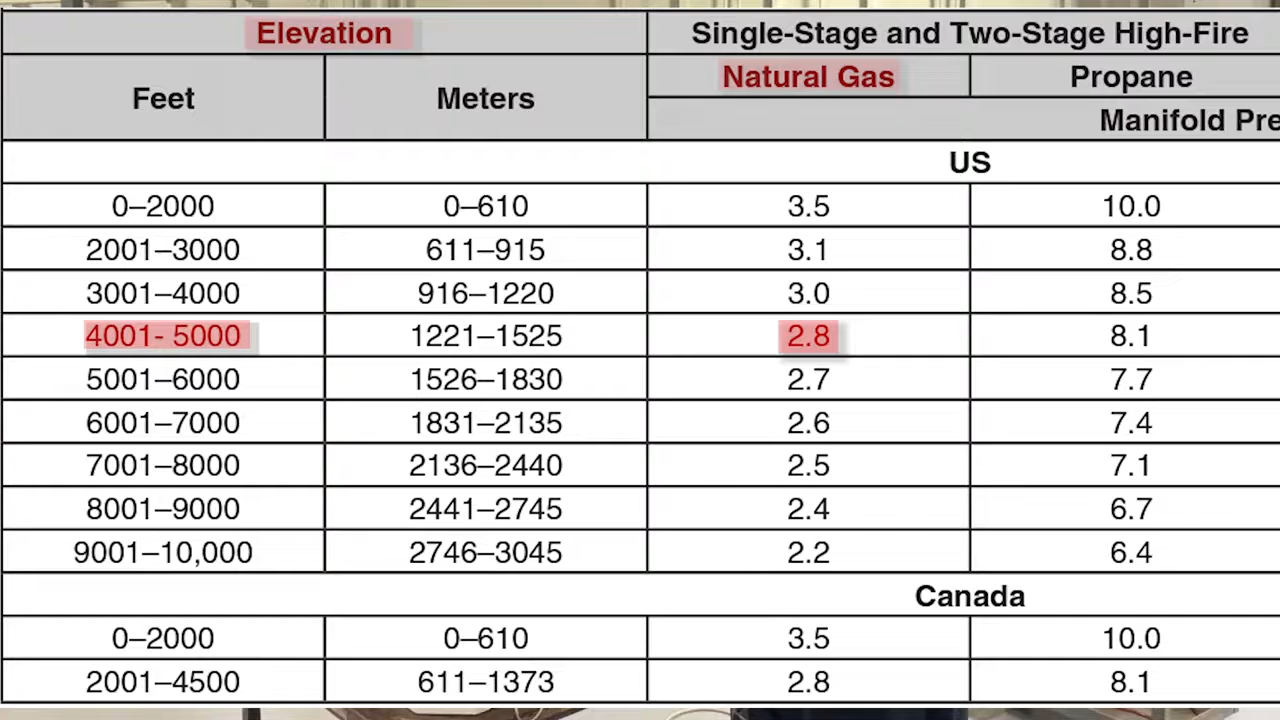 Elevation Single-Stage and Two-Stage High-Fire
Feet Meters Natural Gas Propane
Manifold Pre
US
0–2000 0–610 3.5 10.0
2001–3000 611–915 3.1 8.8
3001–4000 916–1220 3.0 8.5
4001- 5000 1221–1525 2.8 8.1
5001–6000 1526–1830 2.7 7.7
6001–7000 1831–2135 2.6 7.4
7001–8000 2136–2440 2.5 7.1
8001–9000 2441–2745 2.4 6.7
9001–10,000 2746–3045 2.2 6.4
Canada
0–2000 0–610 3.5 10.0
2001–4500 611–1373 2.8 8.1